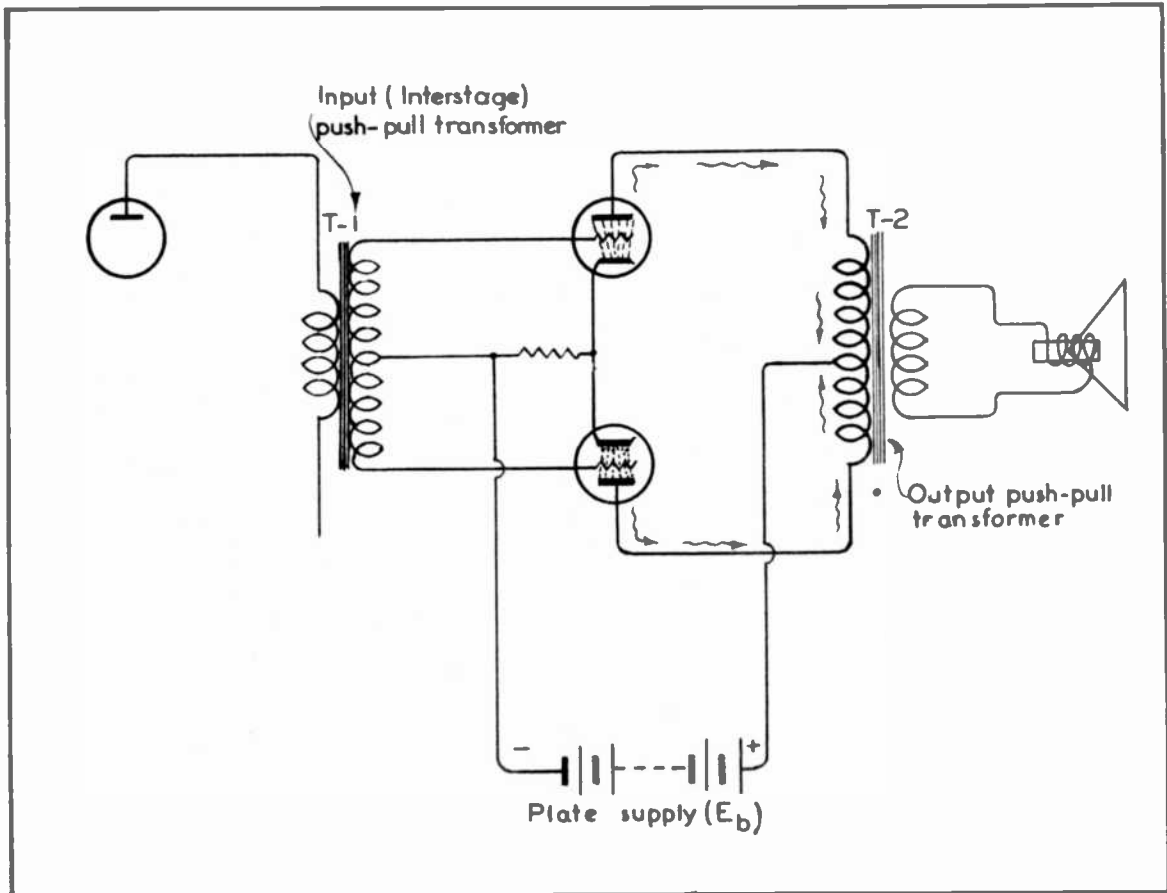 Input (Interstage)
push-pull transformer
T-1
T-2
Output push-pull
transformer
- +
Plate supply (E_b)